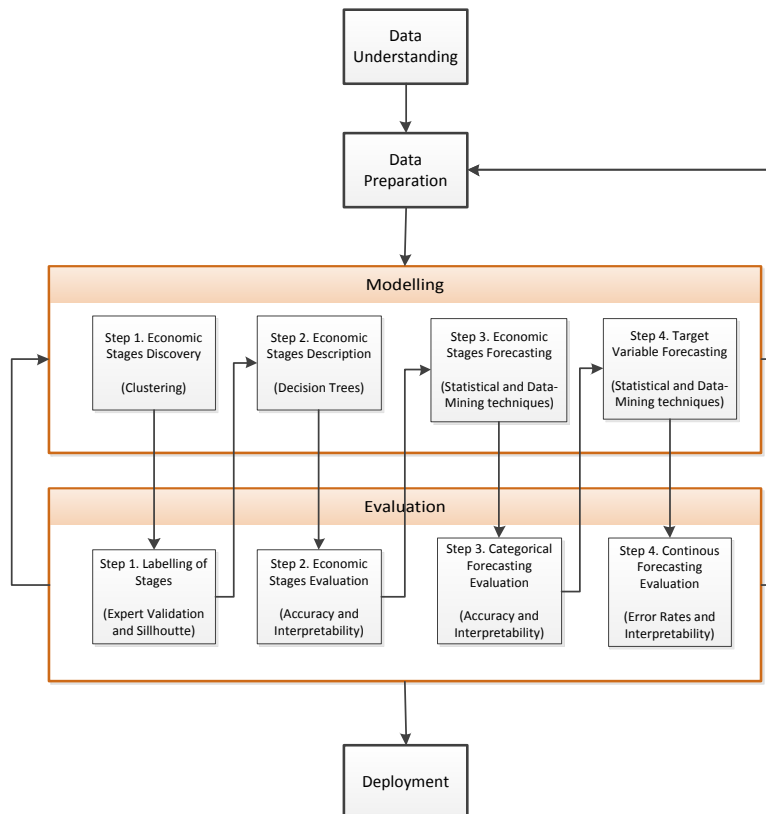 Data
Understanding
Data
Preparation
Modelling
Step 1. Economic
Stages Discovery
(Clustering)
Step 2. Economic
Stages Description
(Decision Trees)
Step 3. Economic
Stages Forecasting
(Statistical and Data-
Mining techniques)
Step 4. Target
Variable Forecasting
(Statistical and Data-
Mining techniques)
Evaluation
Step 1. Labelling of
Stages
(Expert Validation
and Sillhoutte)
Step 2. Economic
Stages Evaluation
(Accuracy and
Interpretability)
Step 3. Categorical
Forecasting
Evaluation
(Accuracy and
Interpretability)
Step 4. Continous
Forecasting
Evaluation
(Error Rates and
Interpretability)
Deployment